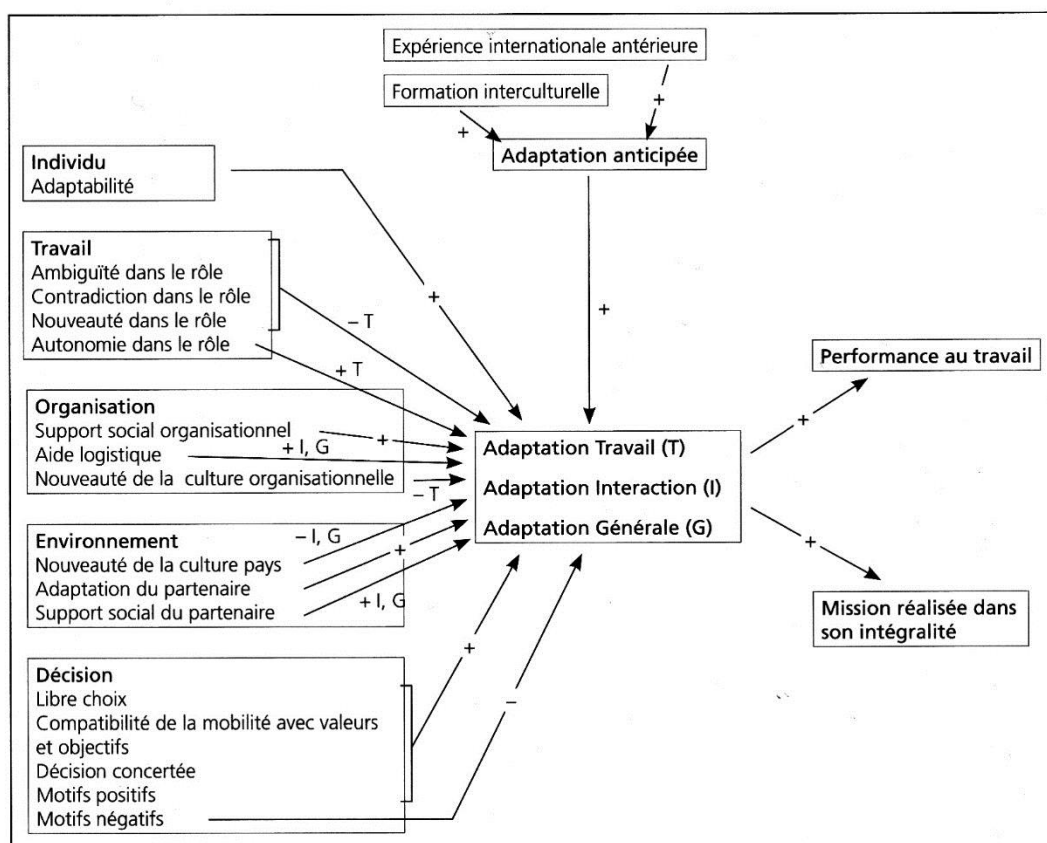 Expérience internationale antérieure
+
Formation interculturelle
+
Adaptation anticipée
+
Individu
Adaptabilité
+
Travail
Ambiguïté dans le rôle
Contradiction dans le rôle
Nouveauté dans le rôle
Autonomie dans le rôle
– T
+ T
Organisation
Support social organisationnel
+
Aide logistique
+ I, G
Nouveauté de la culture organisationnelle
– T
Environnement
– I, G
Nouveauté de la culture pays
+
Adaptation du partenaire
Support social du partenaire
+ I, G
Décision
Libre choix
Compatibilité de la mobilité avec valeurs
et objectifs
Décision concertée
Motifs positifs
Motifs négatifs
+
–
Adaptation Travail (T)
Adaptation Interaction (I)
Adaptation Générale (G)
+
Performance au travail
+
Mission réalisée dans
son intégralité